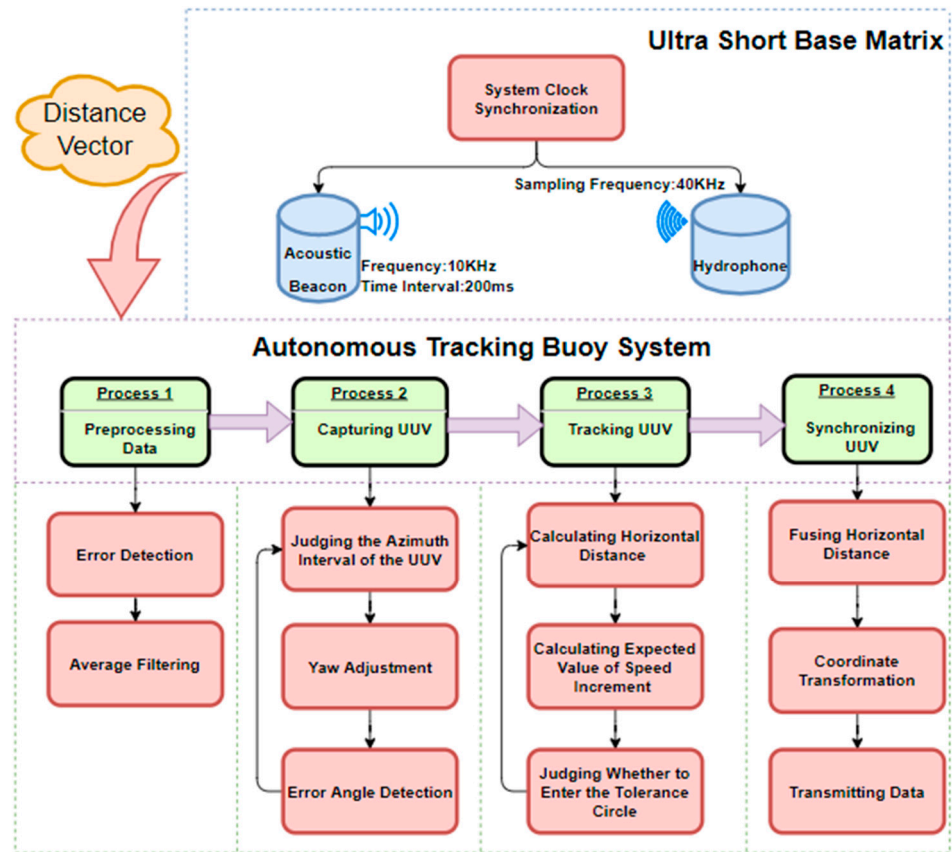 Ultra Short Base Matrix
Distance
Vector
System Clock
Synchronization
Sampling Frequency:40KHz
Acoustic
Beacon
Frequency:10KHz
Time Interval:200ms
Hydrophone
Autonomous Tracking Buoy System
Process 1
Preprocessing
Data
Process 2
Capturing UUV
Process 3
Tracking UUV
Process 4
Synchronizing
UUV
Error Detection
Average Filtering
Judging the Azimuth
Interval of the UUV
Yaw Adjustment
Error Angle Detection
Calculating Horizontal
Distance
Calculating Expected
Value of Speed
Increment
Judging Whether to
Enter the Tolerance
Circle
Fusing Horizontal
Distance
Coordinate
Transformation
Transmitting Data